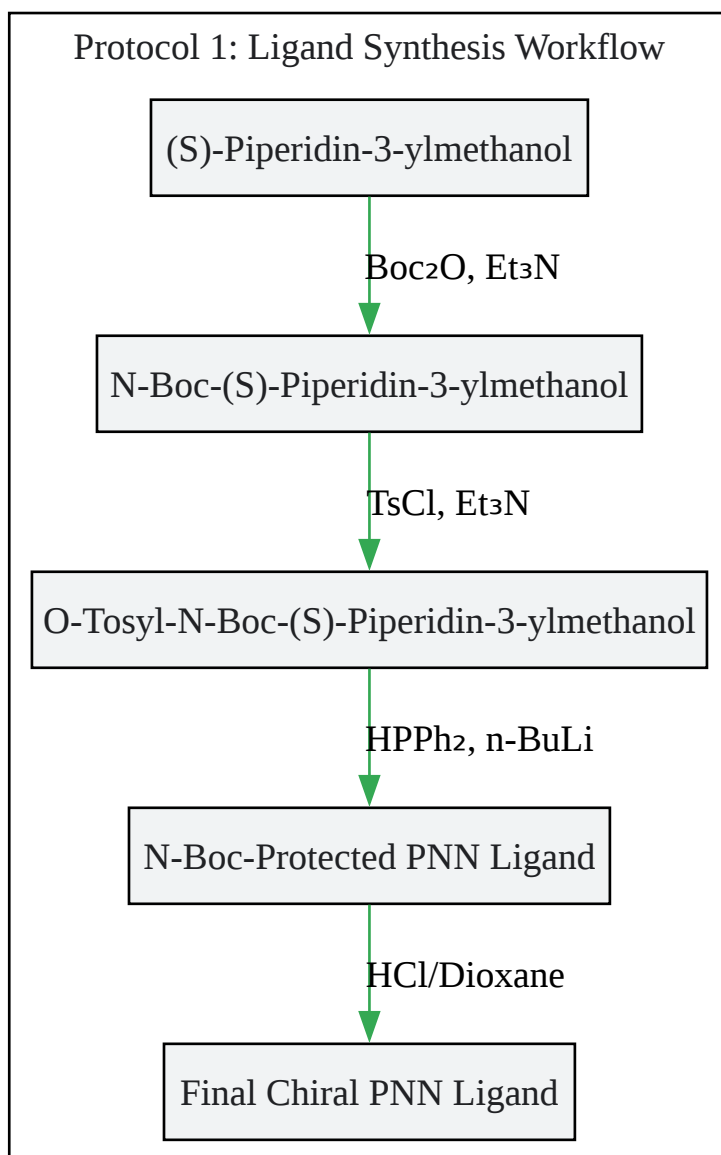 Protocol 1: Ligand Synthesis Workflow
(S)-Piperidin-3-ylmethanol
Boc₂O, Et₃N
N-Boc-(S)-Piperidin-3-ylmethanol
TsCl, Et₃N
O-Tosyl-N-Boc-(S)-Piperidin-3-ylmethanol
HPPh₂, n-BuLi
N-Boc-Protected PNN Ligand
HCl/Dioxane
Final Chiral PNN Ligand